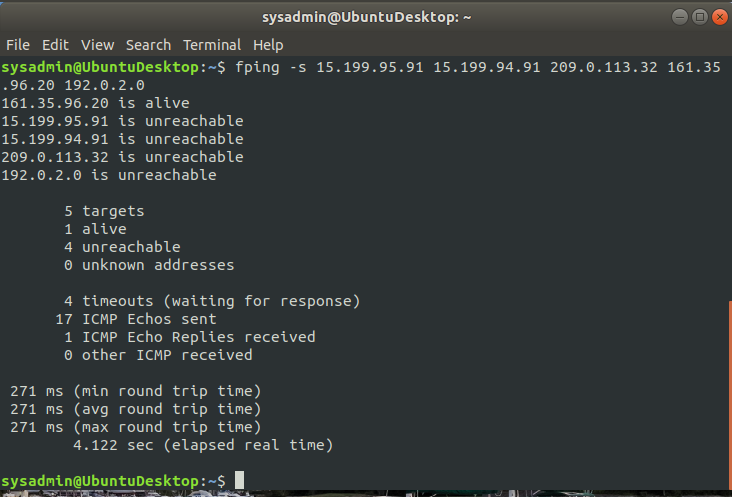 sysadmin@UbuntuDesktop: ~
File Edit View Search Terminal Help
sysadmin@UbuntuDesktop:~$ fping -s 15.199.95.91 15.199.94.91 209.0.113.32 161.35
.96.20 192.0.2.0
161.35.96.20 is alive
15.199.95.91 is unreachable
15.199.94.91 is unreachable
209.0.113.32 is unreachable
192.0.2.0 is unreachable
5 targets
1 alive
4 unreachable
0 unknown addresses
4 timeouts (waiting for response)
17 ICMP Echos sent
1 ICMP Echo Replies received
0 other ICMP received
271 ms (min round trip time)
271 ms (avg round trip time)
271 ms (max round trip time)
4.122 sec (elapsed real time)
sysadmin@UbuntuDesktop:~$